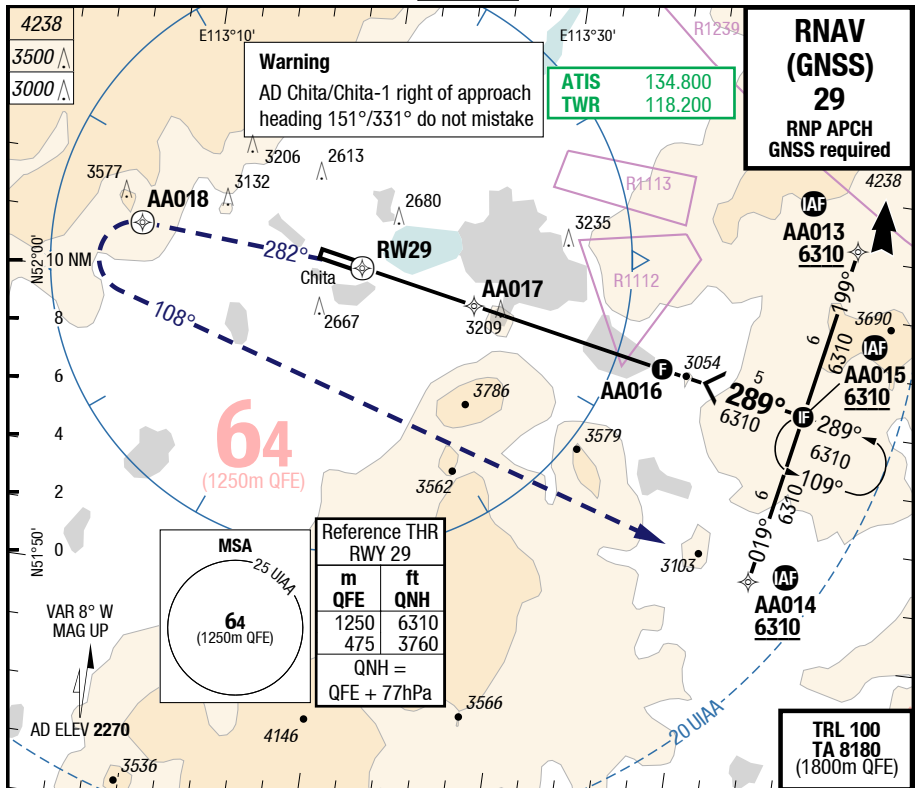 4238
3500
3000
E113°10'
E113°30'
R1239
RNAV
(GNSS)
29
RNP APCH
GNSS required
Warning
AD Chita/Chita-1 right of approach
heading 151°/331° do not mistake
ATIS 134.800
TWR 118.200
3206
2613
3577
3132
AA018
2680
3235
R1113
4238
IAF
AA013
6310
N52°00'
10 NM
282°
RW29
Chita
AA017
R1112
199°
6
6310
3690
IAF
AA015
6310
108°
2667
3209
8
3054
AA016
F
5
289°
6310
IF
289°
6310
109°
6
3786
3579
4
64
(1250m QFE)
3562
2
6
6310
019°
N51°50'
0
3103
IAF
AA014
6310
MSA
25 UIAA
64
(1250m QFE)
Reference THR
RWY 29
m ft
QFE QNH
1250 6310
475 3760
QNH =
QFE + 77hPa
VAR 8° W
MAG UP
AD ELEV 2270
3566
4146
3536
20 UIAA
TRL 100
TA 8180
(1800m QFE)